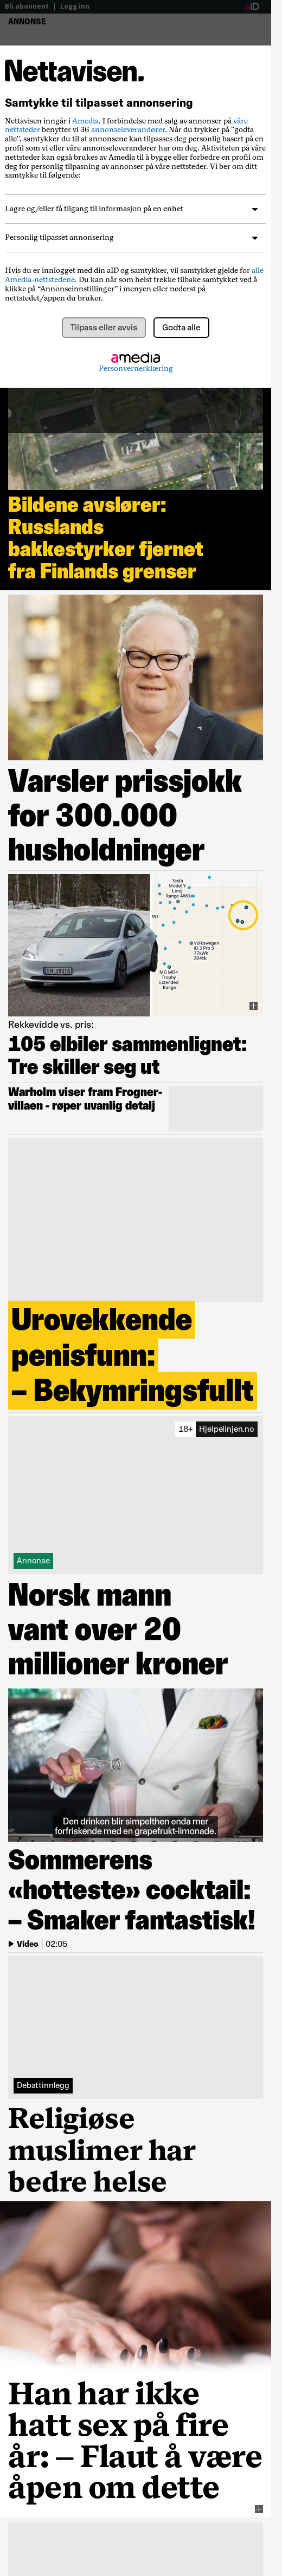 Bli abonnent | Logg inn
aID
ANNONSE
Nettavisen.
Samtykke til tilpasset annonsering
Nettavisen inngår i Amedia. I forbindelse med salg av annonser på våre
nettsteder benytter vi 36 annonseleverandører. Når du trykker på "godta
alle", samtykker du til at annonsene kan tilpasses deg personlig basert på en
profil som vi eller våre annonseleverandører har om deg. Aktiviteten på våre
nettsteder kan også brukes av Amedia til å bygge eller forbedre en profil om
deg for personlig tilpasning av annonser på våre nettsteder. Vi ber om ditt
samtykke til følgende:
Lagre og/eller få tilgang til informasjon på en enhet
Personlig tilpasset annonsering
Hvis du er innlogget med din aID og samtykker, vil samtykket gjelde for alle
Amedia-nettstedene. Du kan når som helst trekke tilbake samtykket ved å
klikke på "Annonseinnstillinger" i menyen eller nederst på
nettstedet/appen du bruker.
Tilpass eller avvis
Godta alle
amedia
Personvernerklæring
Bildene avslører:
Russlands
bakkestyrker fjernet
fra Finlands grenser
Varsler prissjokk
for 300.000
husholdninger
Tesla
Model Y
Long
Range AWD
Volkswagen
ID.3 Pro S
77kWh
204hk
MG MG4
Trophy
Extended
Range
Rekkevidde vs. pris:
105 elbiler sammenlignet:
Tre skiller seg ut
Warholm viser fram Frogner-
villaen - røper uvanlig detalj
Urovekkende
penisfunn:
– Bekymringsfullt
18+ Hjelpelinjen.no
Annonse
Norsk mann
vant over 20
millioner kroner
Den drinken blir simpelthen enda mer
forfriskende med en grapefrukt-limonade.
Sommerens
«hotteste» cocktail:
– Smaker fantastisk!
Video | 02:05
Debattinnlegg
Religiøse
muslimer har
bedre helse
Han har ikke
hatt sex på fire
år: – Flaut å være
åpen om dette